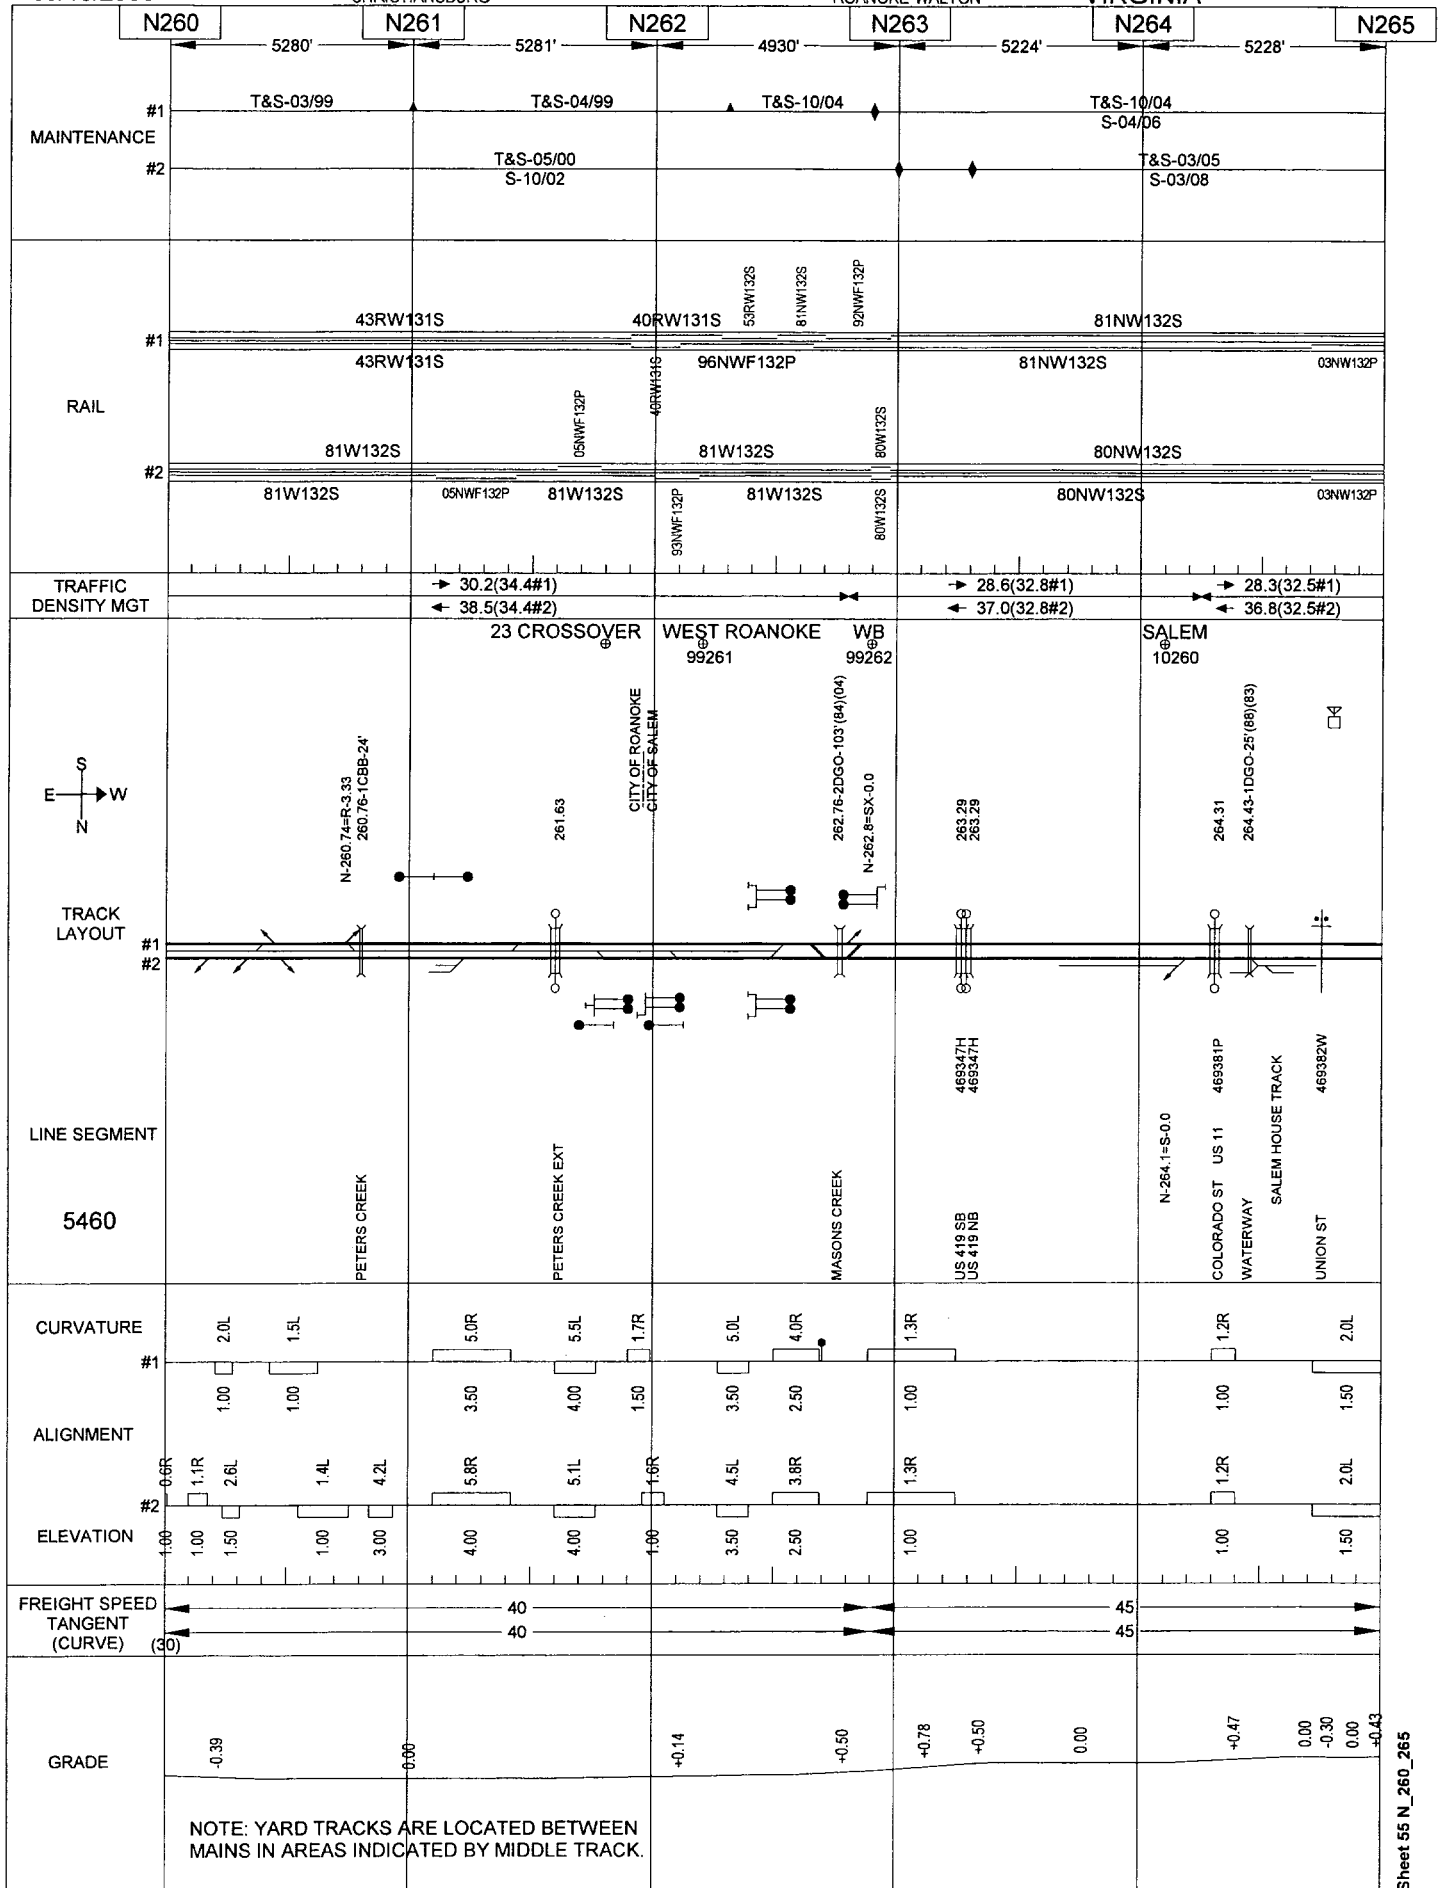 CHRISTIANSBURG
ROANOKE-WALTON
VIRGINIA
N260 N261 N262 N263 N264 N265
5280' 5281' 4930' 5224' 5228'
MAINTENANCE
#1 T&S-03/99 T&S-04/99 T&S-10/04 T&S-10/04
S-04/06
#2 T&S-05/00 T&S-03/05
S-10/02 S-03/08
RAIL
53RW132S 81NW132S 92NWF132P
43RW131S 40RW131S 81NW132S
#1
43RW131S 96NWF132P 81NW132S 03NW132P
40RW131S
05NWF132P 80W132S
81W132S 81W132S 80NW132S
#2
81W132S 05NWF132P 81W132S 81W132S 80NW132S 03NW132P
93NWF132P 80W132S
TRAFFIC
DENSITY MGT
30.2(34.4#1) 28.6(32.8#1) 28.3(32.5#1)
38.5(34.4#2) 37.0(32.8#2) 36.8(32.5#2)
23 CROSSOVER WEST ROANOKE WB SALEM
99261 99262 10260
S
E W
N
N-260.74=R-3.33
260.76-1CBB-24'
261.63
CITY OF ROANOKE
CITY OF SALEM
262.76-2DGO-103'(84)(04)
N-262.8=SX-0.0
263.29
263.29
264.31
264.43-1DGO-25'(88)(83)
TRACK
LAYOUT
#1
#2
LINE SEGMENT
5460
PETERS CREEK
PETERS CREEK EXT
MASONS CREEK
US 419 SB 469347H
US 419 NB 469347H
N-264.1=S-0.0
COLORADO ST US 11 469381P
WATERWAY
SALEM HOUSE TRACK
UNION ST 469382W
CURVATURE
2.0L 1.5L 5.0R 5.5L 1.7R 5.0L 4.0R 1.3R 1.2R 2.0L
#1
1.00 1.00 3.50 4.00 1.50 3.50 2.50 1.00 1.00 1.50
ALIGNMENT
0.6R 1.1R 2.6L 1.4L 4.2L 5.8R 5.1L 1.6R 4.5L 3.8R 1.3R 1.2R 2.0L
#2
ELEVATION
1.00 1.00 1.50 1.00 3.00 4.00 4.00 1.00 3.50 2.50 1.00 1.00 1.50
FREIGHT SPEED
TANGENT
(CURVE) (30)
40 45
40 45
GRADE
-0.39 0.00 +0.14 +0.50 +0.78 +0.50 0.00 +0.47 0.00 -0.30 0.00 +0.43
NOTE: YARD TRACKS ARE LOCATED BETWEEN
MAINS IN AREAS INDICATED BY MIDDLE TRACK.
Sheet 55 N_260_265